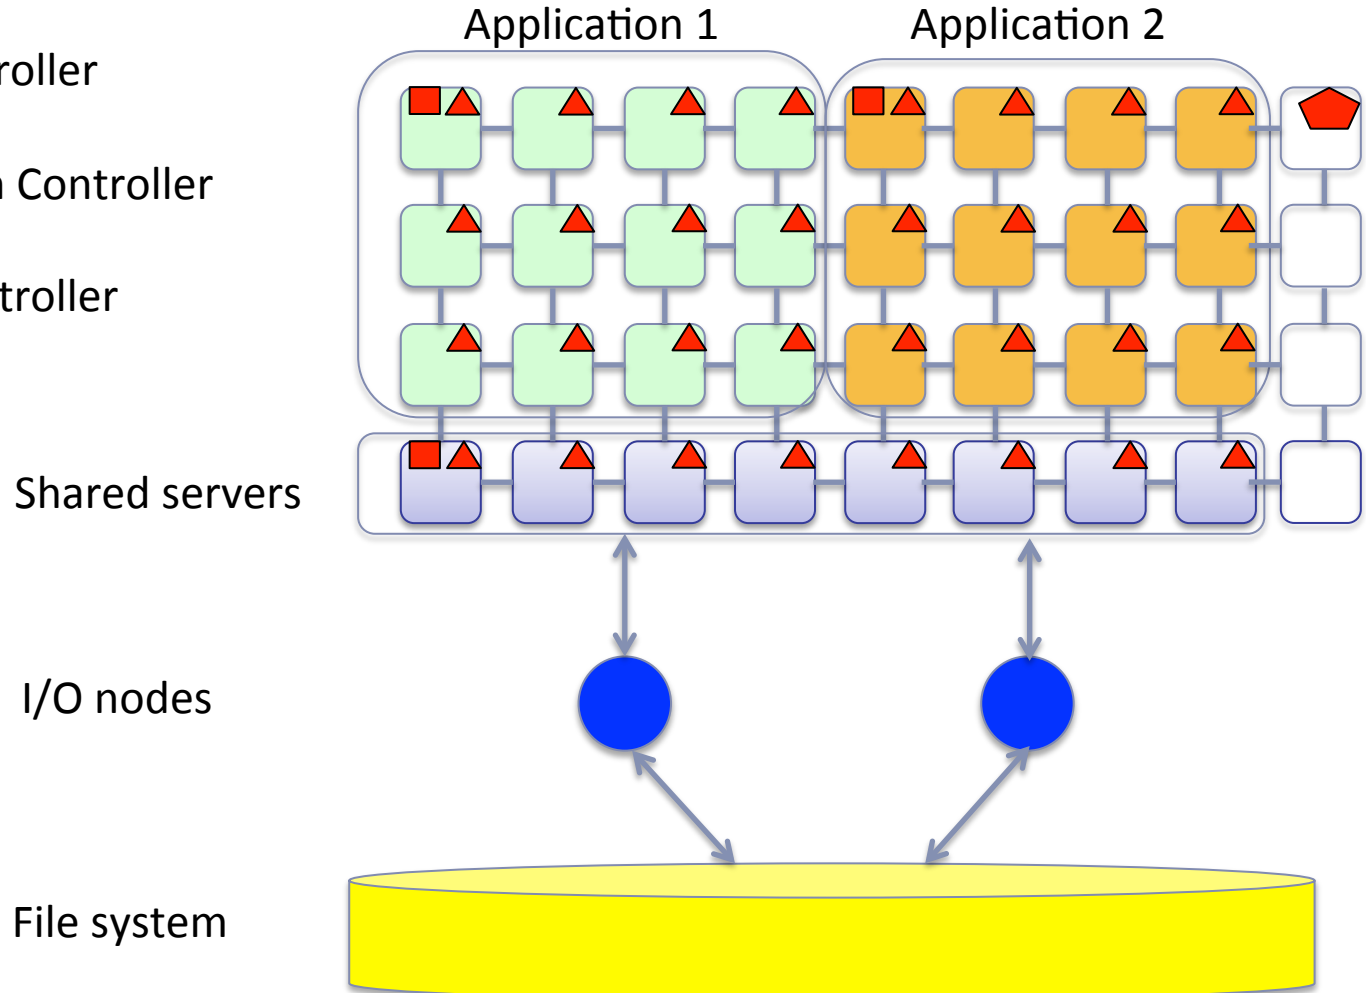 Application 1
Application 2
roller
Controller
troller
Shared servers
I/O nodes
File system